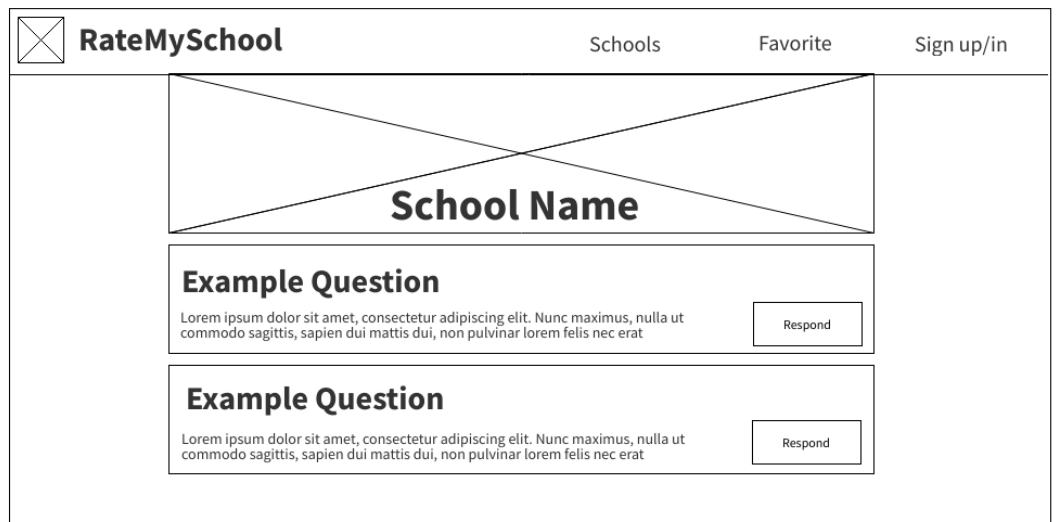 RateMySchool
Schools
Favorite
Sign up/in
School Name
Example Question
Lorem ipsum dolor sit amet, consectetur adipiscing elit. Nunc maximus, nulla ut
commodo sagittis, sapien dui mattis dui, non pulvinar lorem felis nec erat
Respond
Example Question
Lorem ipsum dolor sit amet, consectetur adipiscing elit. Nunc maximus, nulla ut
commodo sagittis, sapien dui mattis dui, non pulvinar lorem felis nec erat
Respond